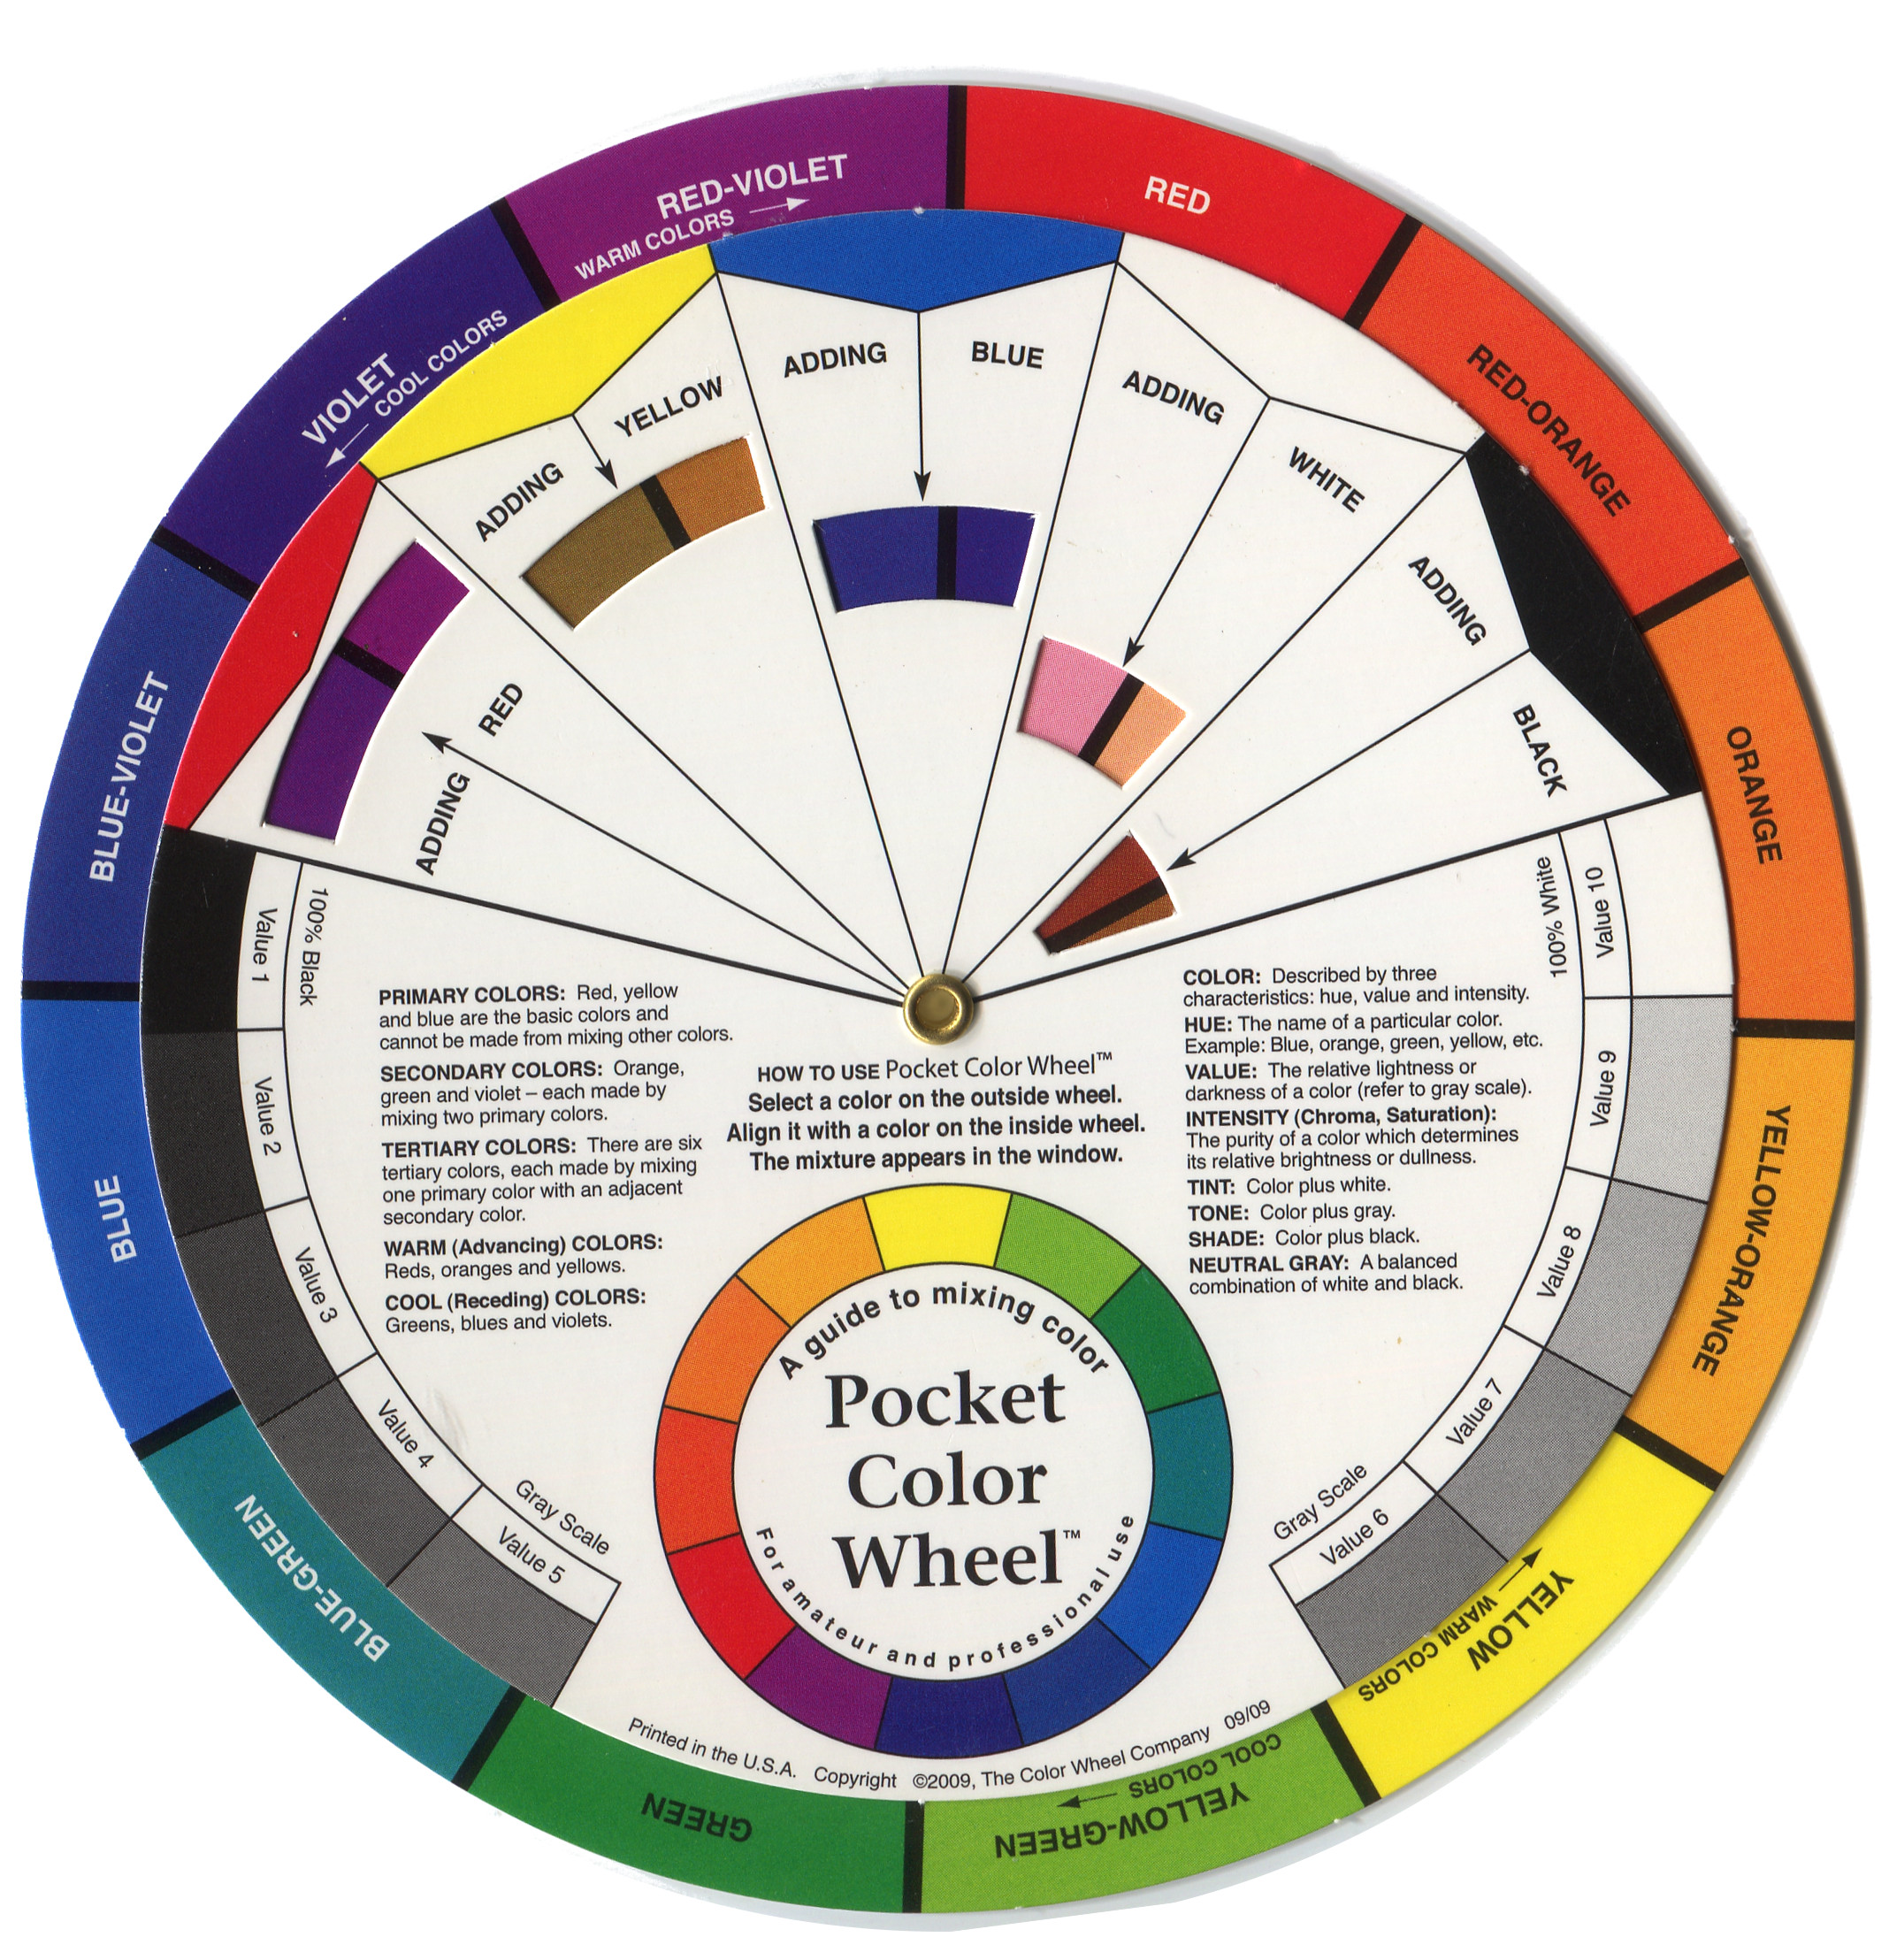 RED-VIOLET
WARM COLORS
RED
RED-ORANGE
ORANGE
YELLOW-ORANGE
YELLOW
WARM COLORS
YELLOW-GREEN
COOL COLORS
GREEN
BLUE-GREEN
BLUE
BLUE-VIOLET
VIOLET
COOL COLORS
ADDING RED
ADDING YELLOW
ADDING BLUE
ADDING WHITE
ADDING BLACK
100% Black
Value 1
Value 2
Value 3
Value 4
Value 5
Gray Scale
100% White
Value 10
Value 9
Value 8
Value 7
Value 6
Gray Scale
PRIMARY COLORS: Red, yellow
and blue are the basic colors and
cannot be made from mixing other colors.
SECONDARY COLORS: Orange,
green and violet – each made by
mixing two primary colors.
TERTIARY COLORS: There are six
tertiary colors, each made by mixing
one primary color with an adjacent
secondary color.
WARM (Advancing) COLORS:
Reds, oranges and yellows.
COOL (Receding) COLORS:
Greens, blues and violets.
HOW TO USE Pocket Color Wheel™
Select a color on the outside wheel.
Align it with a color on the inside wheel.
The mixture appears in the window.
COLOR: Described by three
characteristics: hue, value and intensity.
HUE: The name of a particular color.
Example: Blue, orange, green, yellow, etc.
VALUE: The relative lightness or
darkness of a color (refer to gray scale).
INTENSITY (Chroma, Saturation):
The purity of a color which determines
its relative brightness or dullness.
TINT: Color plus white.
TONE: Color plus gray.
SHADE: Color plus black.
NEUTRAL GRAY: A balanced
combination of white and black.
A guide to mixing color
Pocket
Color
Wheel™
For amateur and professional use
Printed in the U.S.A. Copyright ©2009, The Color Wheel Company 09/09